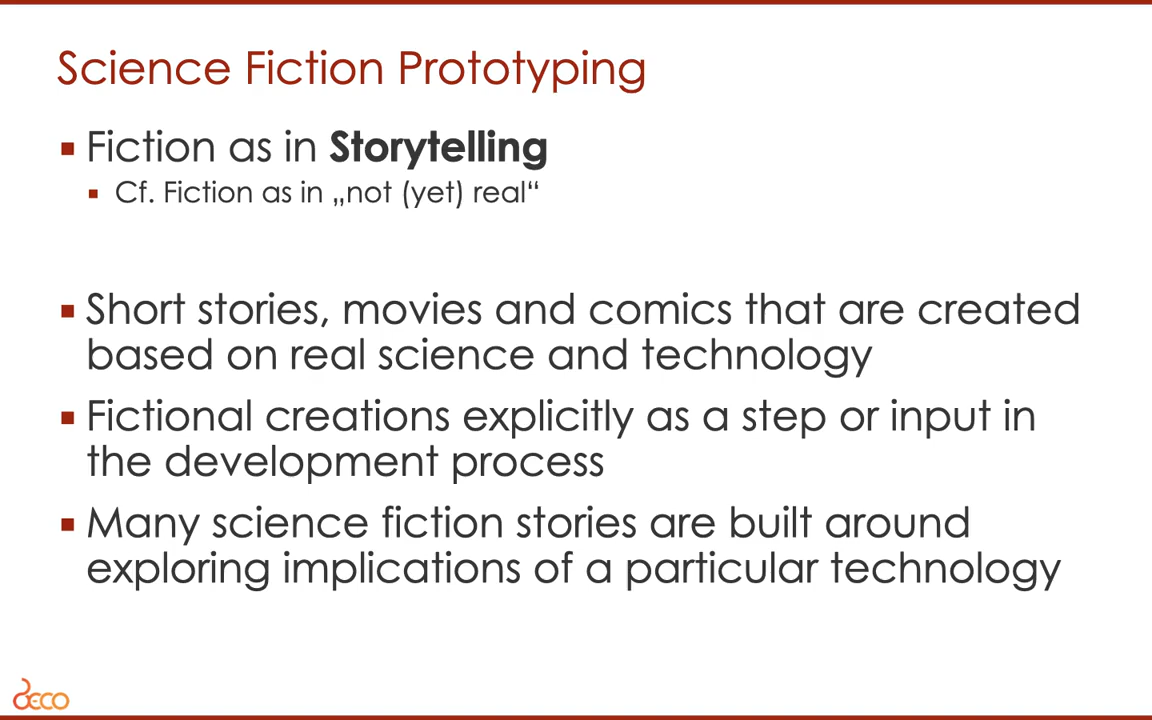 Science Fiction Prototyping
Fiction as in Storytelling
Cf. Fiction as in „not (yet) real“
Short stories, movies and comics that are created
based on real science and technology
Fictional creations explicitly as a step or input in
the development process
Many science fiction stories are built around
exploring implications of a particular technology
DECO